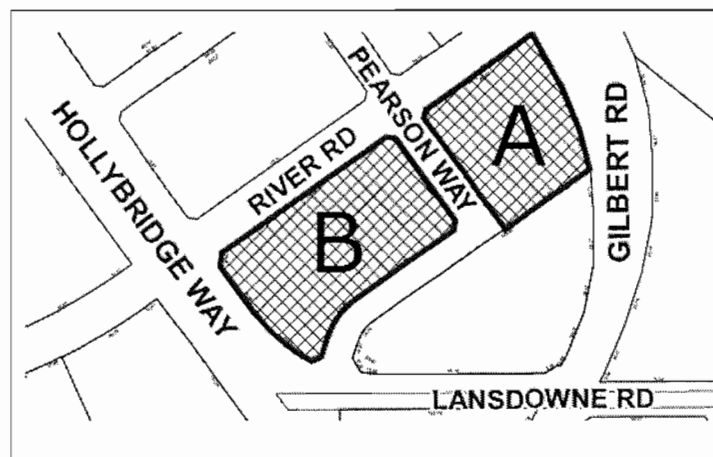 PEARSON WAY
A
GILBERT RD
HOLLYBRIDGE WAY
RIVER RD
B
LANSDOWNE RD